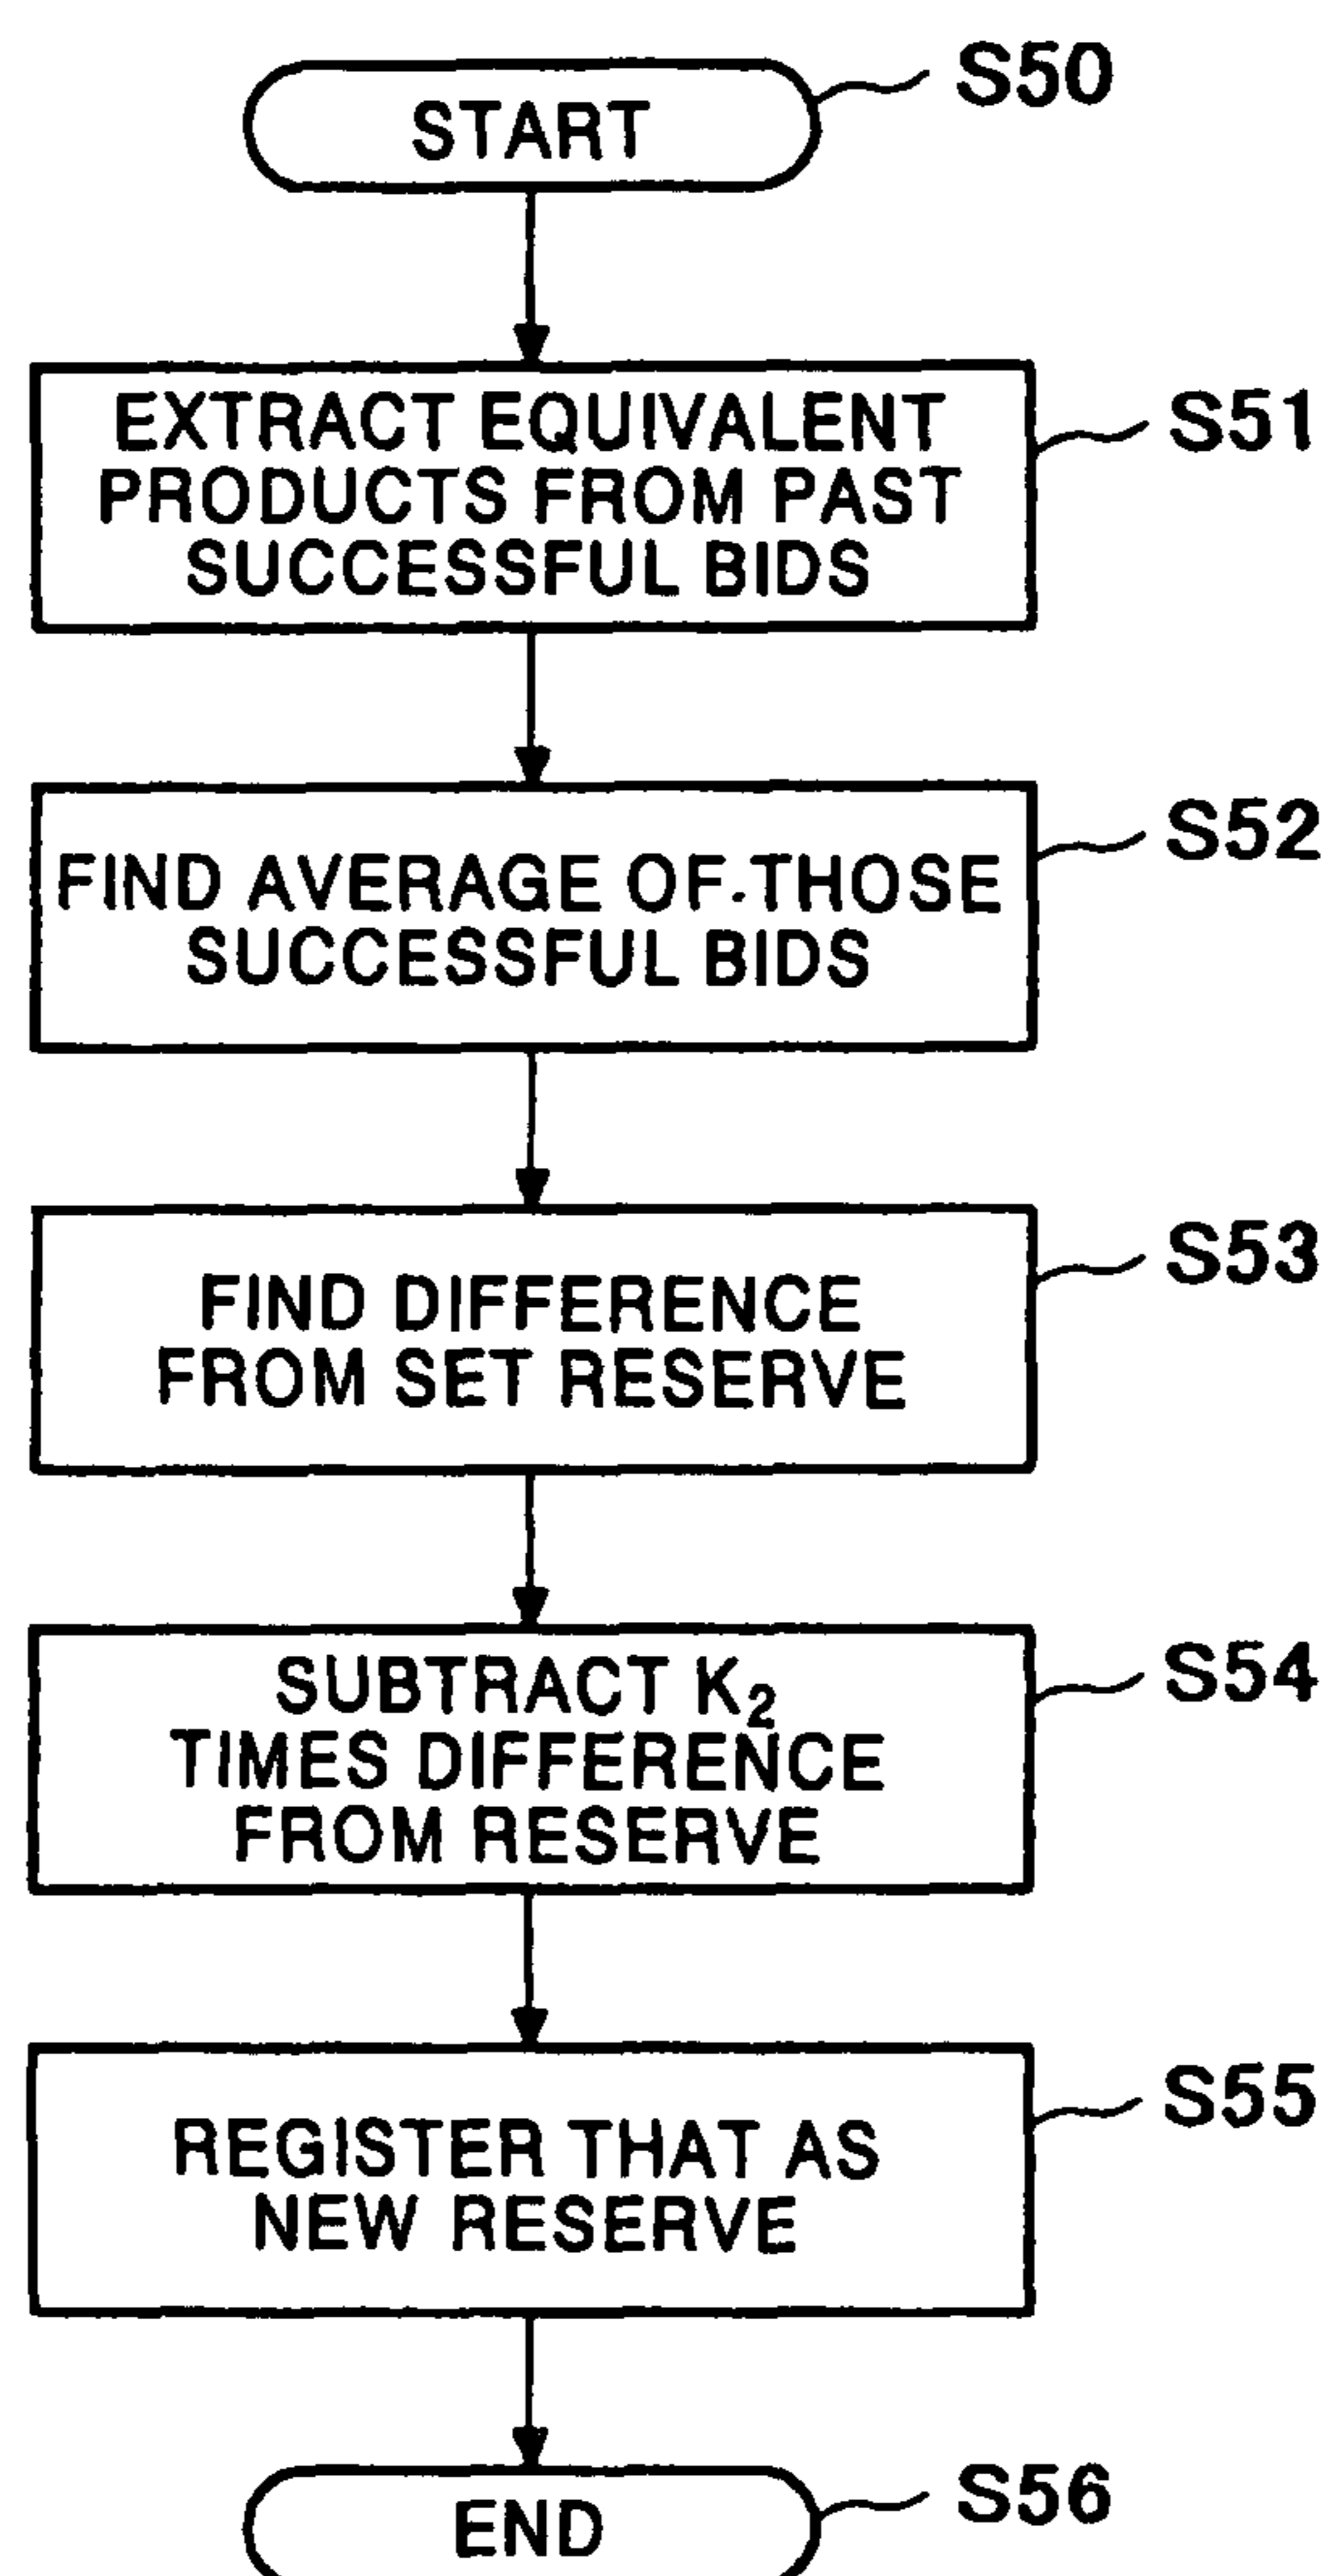 START
S50
EXTRACT EQUIVALENT
PRODUCTS FROM PAST
SUCCESSFUL BIDS
S51
FIND AVERAGE OF THOSE
SUCCESSFUL BIDS
S52
FIND DIFFERENCE
FROM SET RESERVE
S53
SUBTRACT K₂
TIMES DIFFERENCE
FROM RESERVE
S54
REGISTER THAT AS
NEW RESERVE
S55
END
S56